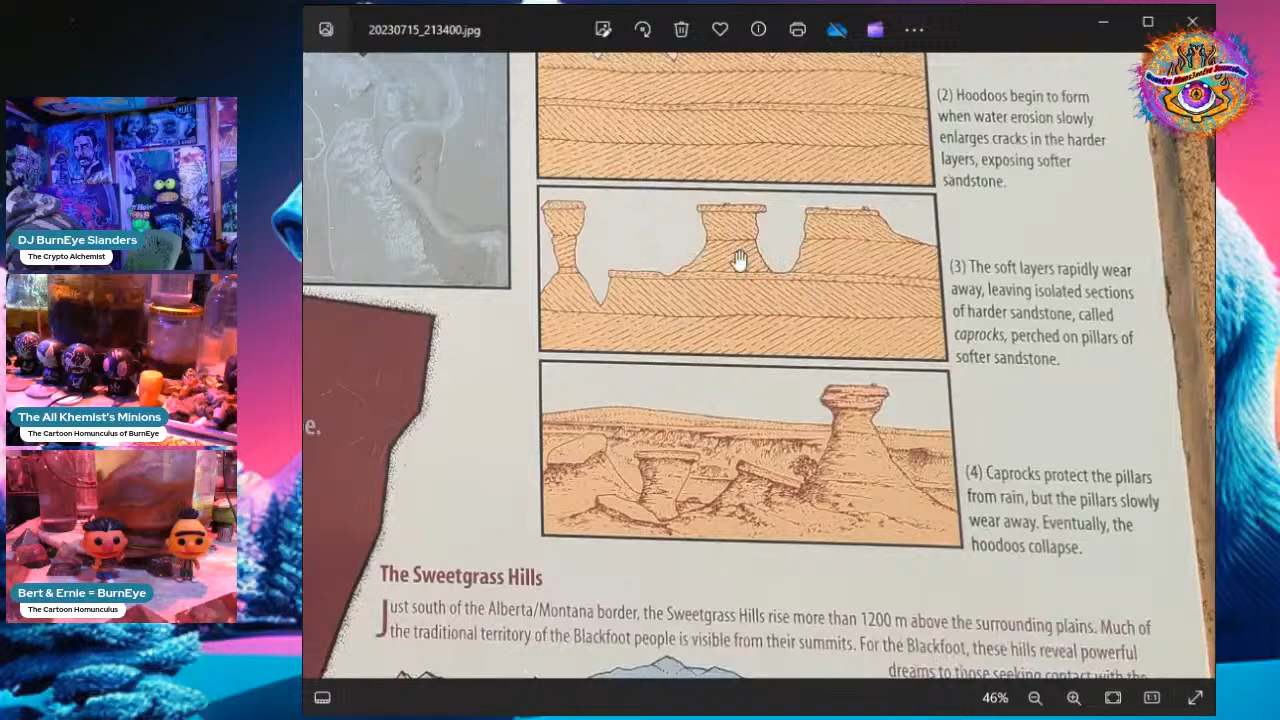 20230715_213400.jpg
(2) Hoodoos begin to form
when water erosion slowly
enlarges cracks in the harder
layers, exposing softer
sandstone.
(3) The soft layers rapidly wear
away, leaving isolated sections
of harder sandstone, called
caprocks, perched on pillars of
softer sandstone.
e.
(4) Caprocks protect the pillars
from rain, but the pillars slowly
wear away. Eventually, the
hoodoos collapse.
The Sweetgrass Hills
Just south of the Alberta/Montana border, the Sweetgrass Hills rise more than 1200 m above the surrounding plains. Much of
the traditional territory of the Blackfoot people is visible from their summits. For the Blackfoot, these hills reveal powerful
dreams to those seeking contact with the
46%
1:1
DJ BurnEye Slanders
The Crypto Alchemist
The All Khemist's Minions
The Cartoon Homunculus of BurnEye
Bert & Ernie = BurnEye
The Cartoon Homunculus